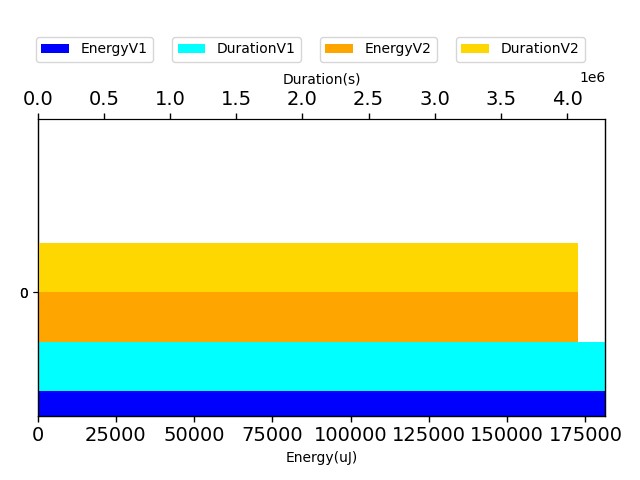 EnergyV1 DurationV1 EnergyV2 DurationV2
Duration(s)
1e6
0.0 0.5 1.0 1.5 2.0 2.5 3.0 3.5 4.0
0
0 25000 50000 75000 100000 125000 150000 175000
Energy(uJ)